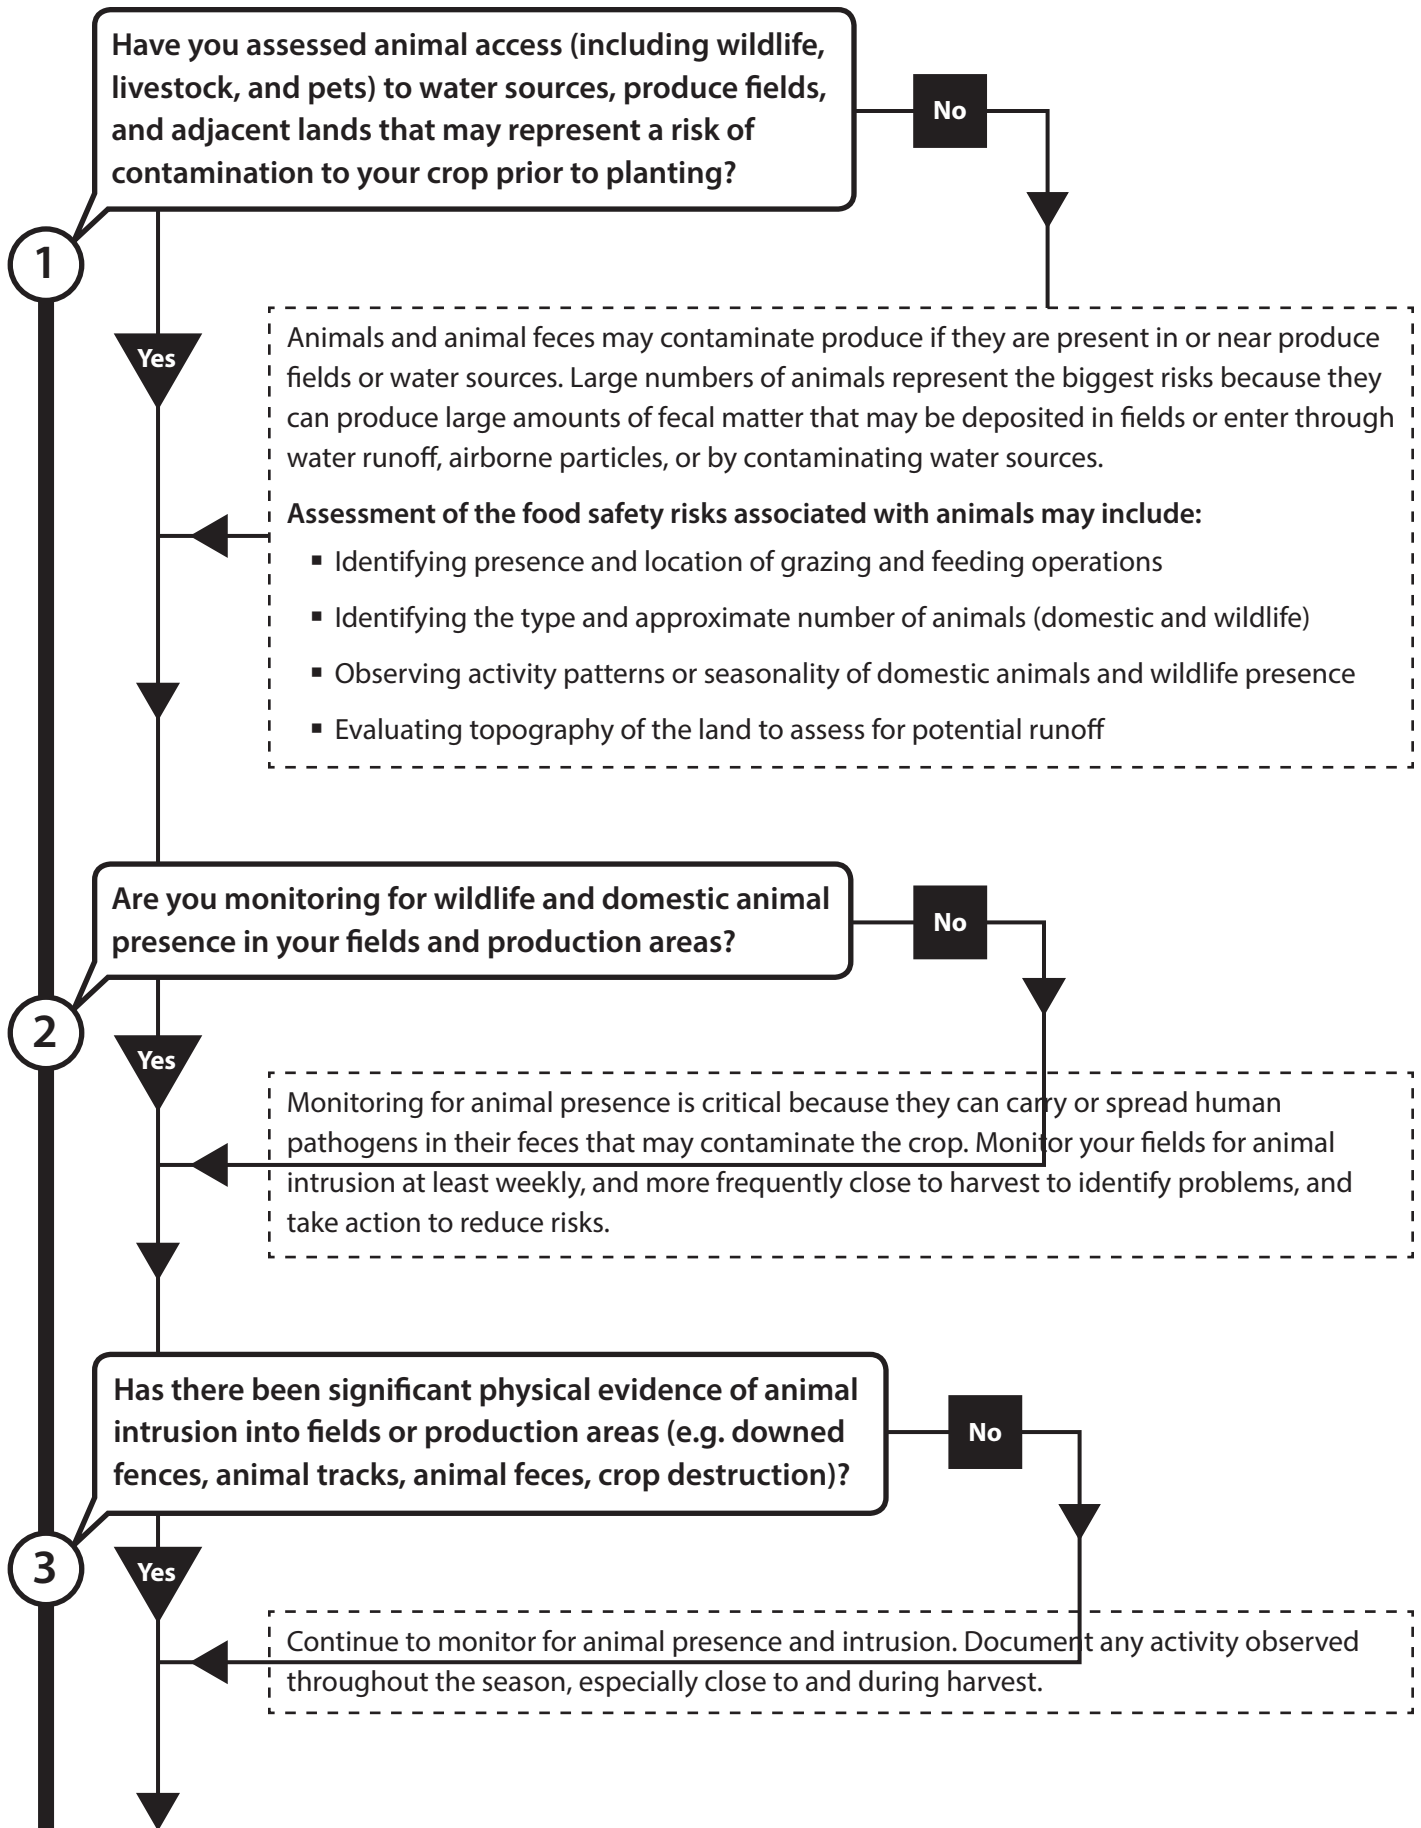 Have you assessed animal access (including wildlife,
livestock, and pets) to water sources, produce fields,
and adjacent lands that may represent a risk of
contamination to your crop prior to planting?
No
1
Yes
Animals and animal feces may contaminate produce if they are present in or near produce
fields or water sources. Large numbers of animals represent the biggest risks because they
can produce large amounts of fecal matter that may be deposited in fields or enter through
water runoff, airborne particles, or by contaminating water sources.
Assessment of the food safety risks associated with animals may include:
▪ Identifying presence and location of grazing and feeding operations
▪ Identifying the type and approximate number of animals (domestic and wildlife)
▪ Observing activity patterns or seasonality of domestic animals and wildlife presence
▪ Evaluating topography of the land to assess for potential runoff
Are you monitoring for wildlife and domestic animal
presence in your fields and production areas?
No
2
Yes
Monitoring for animal presence is critical because they can carry or spread human
pathogens in their feces that may contaminate the crop. Monitor your fields for animal
intrusion at least weekly, and more frequently close to harvest to identify problems, and
take action to reduce risks.
Has there been significant physical evidence of animal
intrusion into fields or production areas (e.g. downed
fences, animal tracks, animal feces, crop destruction)?
No
3
Yes
Continue to monitor for animal presence and intrusion. Document any activity observed
throughout the season, especially close to and during harvest.